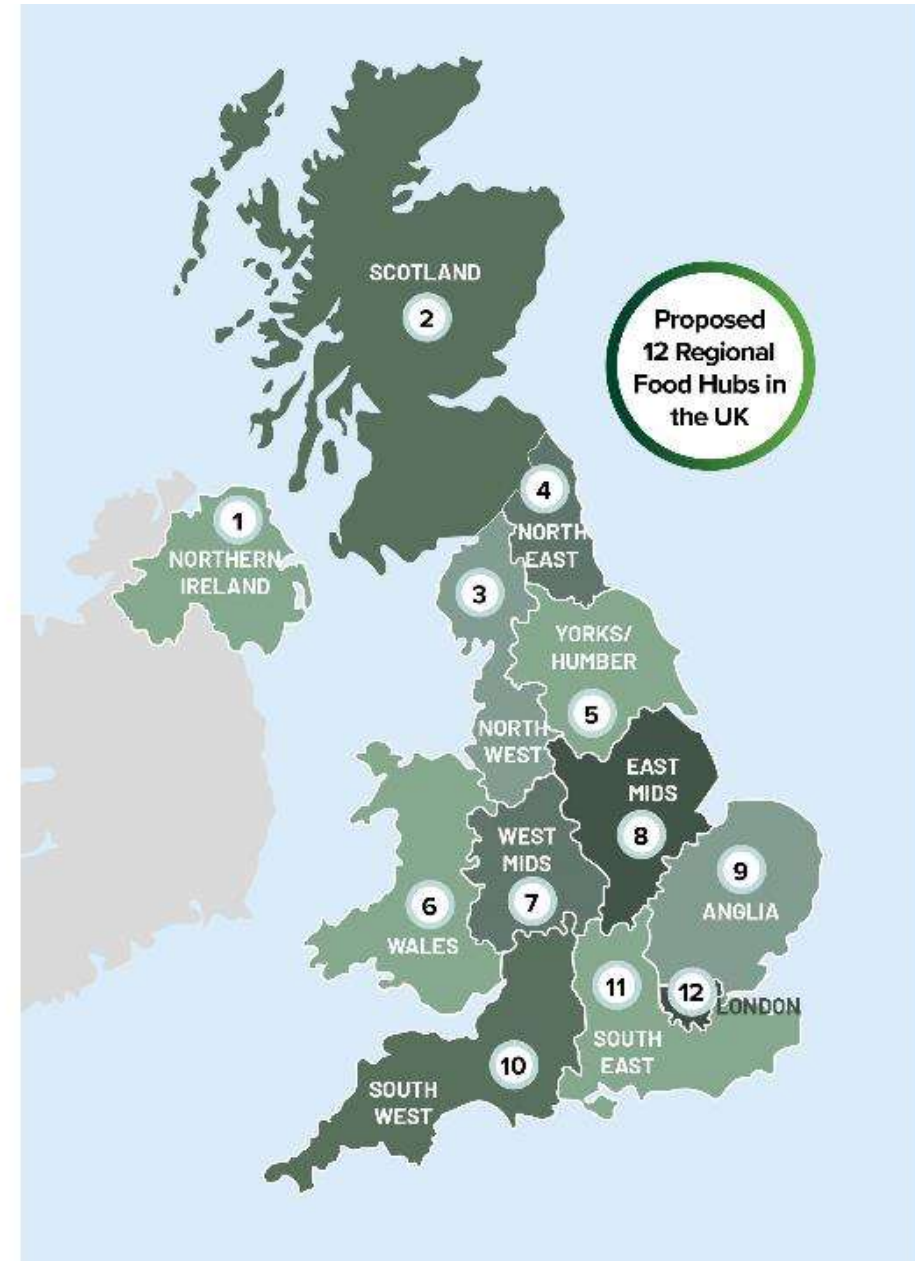 SCOTLAND
2
Proposed
12 Regional
Food Hubs in
the UK
4
NORTH
EAST
1
NORTHERN
IRELAND
3
YORKS/
HUMBER
5
NORTH
WEST
EAST
MIDS
8
WEST
MIDS
7
9
ANGLIA
6
WALES
11
12
LONDON
SOUTH
EAST
10
SOUTH
WEST